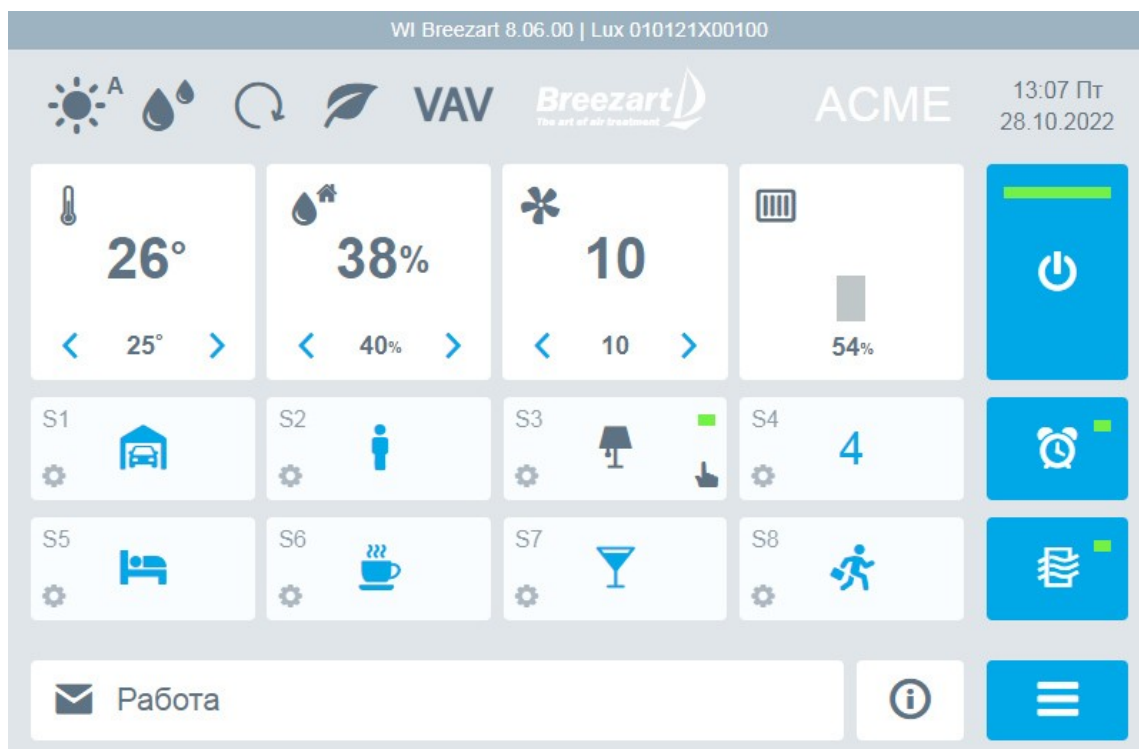 WI Breezart 8.06.00 | Lux 010121X00100
A
VAV
Breezart
The art of air treatment
ACME
13:07 Пт
28.10.2022
26°
38%
10
25°
40%
10
54%
S1
S2
S3
S4
4
S5
S6
S7
S8
Работа